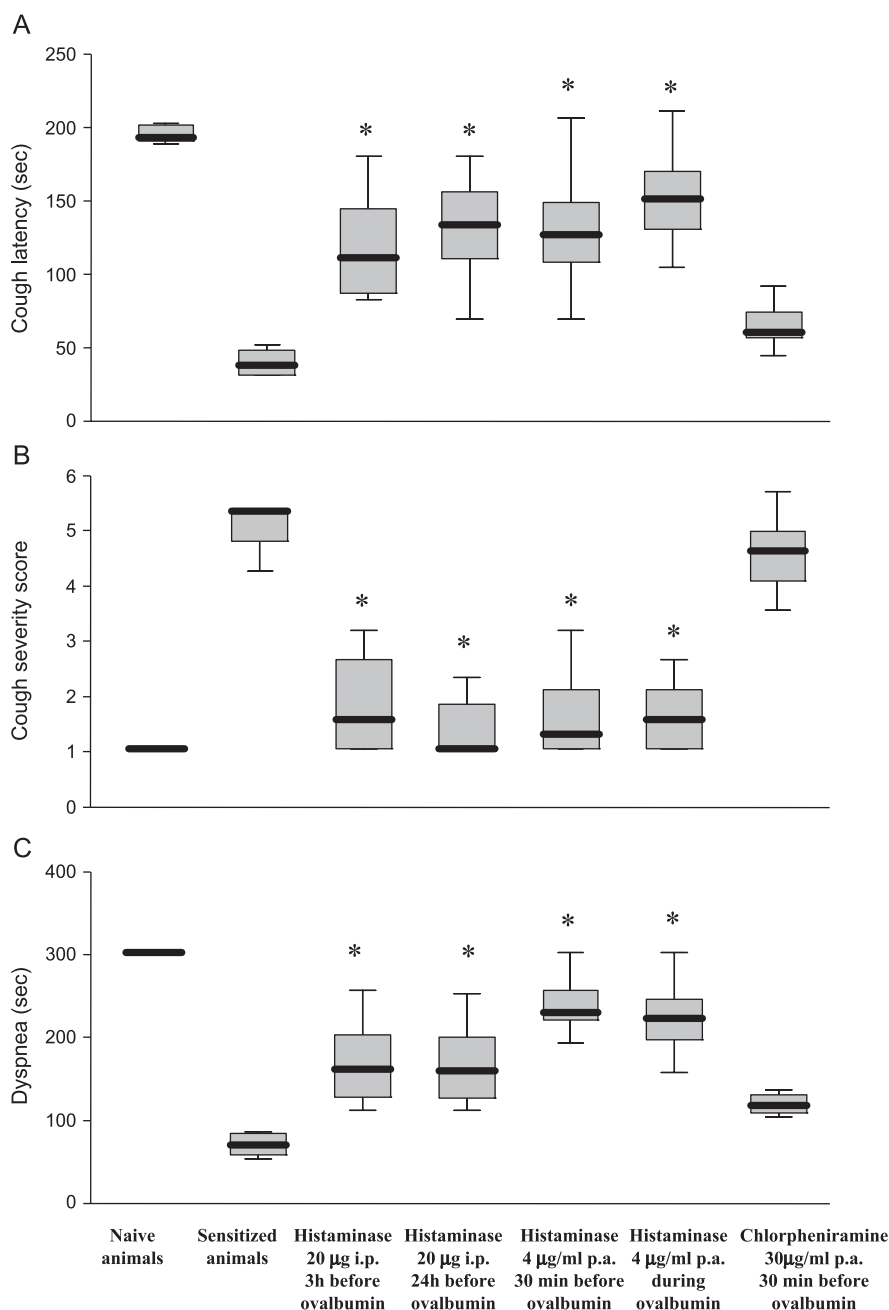 A
250
200
150
100
50
0
Cough latency (sec)
* * * *
B
6
5
4
3
2
1
0
Cough severity score
* * * *
C
400
300
200
100
0
Dyspnea (sec)
* * * *
Naive
animals
Sensitized
animals
Histaminase
20 μg i.p.
3h before
ovalbumin
Histaminase
20 μg i.p.
24h before
ovalbumin
Histaminase
4 μg/ml p.a.
30 min before
ovalbumin
Histaminase
4 μg/ml p.a.
during
ovalbumin
Chlorpheniramine
30μg/ml p.a.
30 min before
ovalbumin